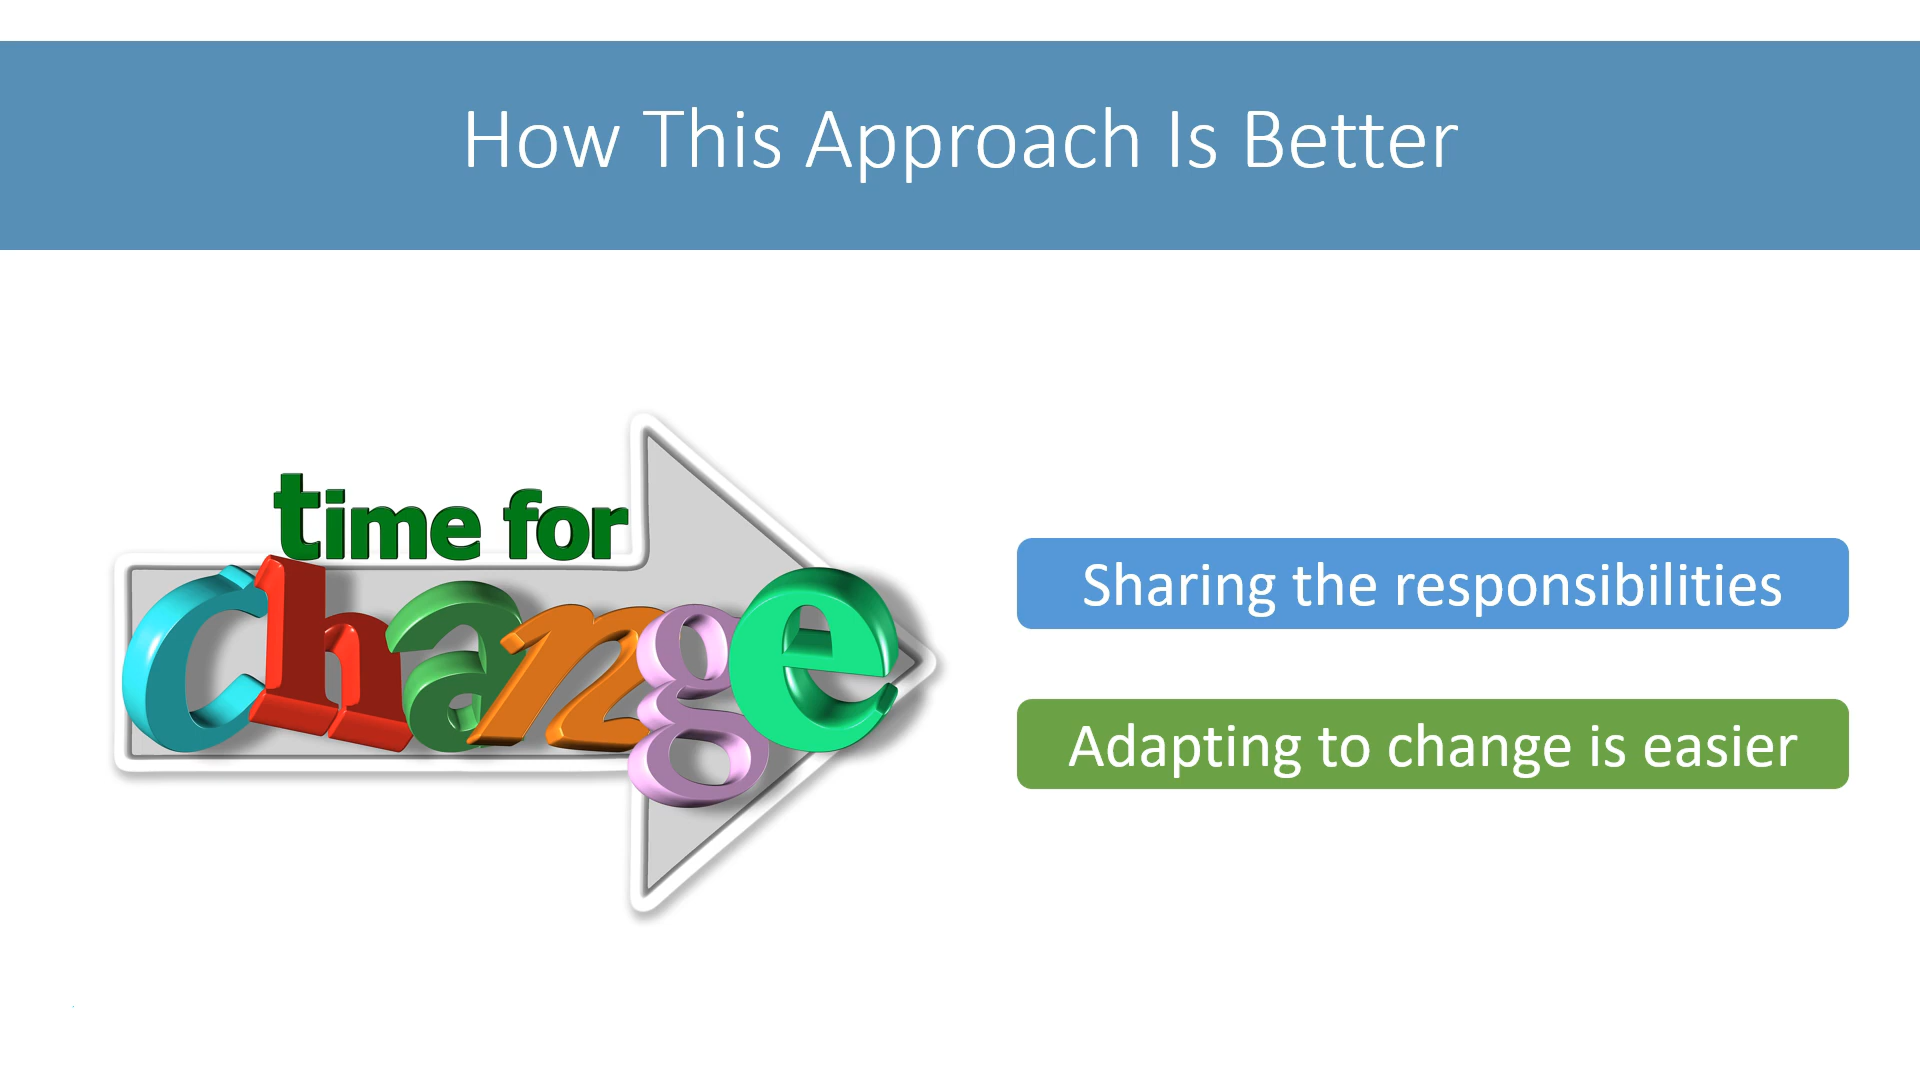 How This Approach Is Better
time for
change
Sharing the responsibilities
Adapting to change is easier